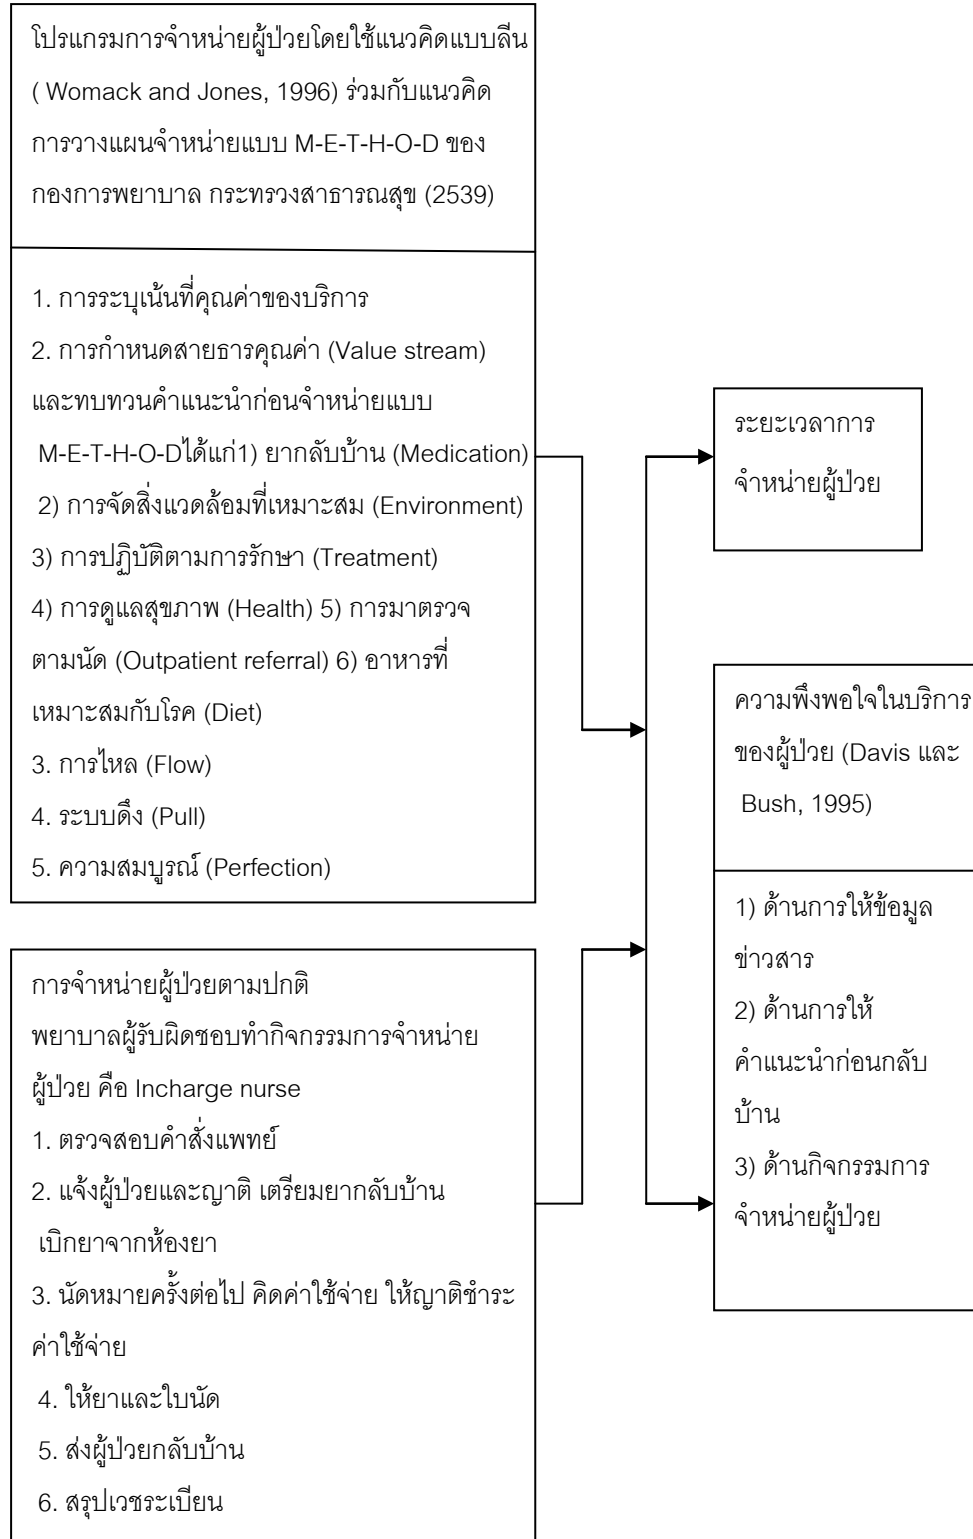 โปรแกรมการจำหน่ายผู้ป่วยโดยใช้แนวคิดแบบลีน
( Womack and Jones, 1996) ร่วมกับแนวคิด
การวางแผนจำหน่ายแบบ M-E-T-H-O-D ของ
กองการพยาบาล กระทรวงสาธารณสุข (2539)
1. การระบุเน้นที่คุณค่าของบริการ
2. การกำหนดสายธารคุณค่า (Value stream)
และทบทวนคำแนะนำก่อนจำหน่ายแบบ
M-E-T-H-O-Dได้แก่1) ยากลับบ้าน (Medication)
2) การจัดสิ่งแวดล้อมที่เหมาะสม (Environment)
3) การปฏิบัติตามการรักษา (Treatment)
4) การดูแลสุขภาพ (Health) 5) การมาตรวจ
ตามนัด (Outpatient referral) 6) อาหารที่
เหมาะสมกับโรค (Diet)
3. การไหล (Flow)
4. ระบบดึง (Pull)
5. ความสมบูรณ์ (Perfection)
การจำหน่ายผู้ป่วยตามปกติ
พยาบาลผู้รับผิดชอบทำกิจกรรมการจำหน่าย
ผู้ป่วย คือ Incharge nurse
1. ตรวจสอบคำสั่งแพทย์
2. แจ้งผู้ป่วยและญาติ เตรียมยากลับบ้าน
เบิกยาจากห้องยา
3. นัดหมายครั้งต่อไป คิดค่าใช้จ่าย ให้ญาติชำระ
ค่าใช้จ่าย
4. ให้ยาและใบนัด
5. ส่งผู้ป่วยกลับบ้าน
6. สรุปเวชระเบียน
ระยะเวลาการ
จำหน่ายผู้ป่วย
ความพึงพอใจในบริการ
ของผู้ป่วย (Davis และ
Bush, 1995)
1) ด้านการให้ข้อมูล
ข่าวสาร
2) ด้านการให้
คำแนะนำก่อนกลับ
บ้าน
3) ด้านกิจกรรมการ
จำหน่ายผู้ป่วย